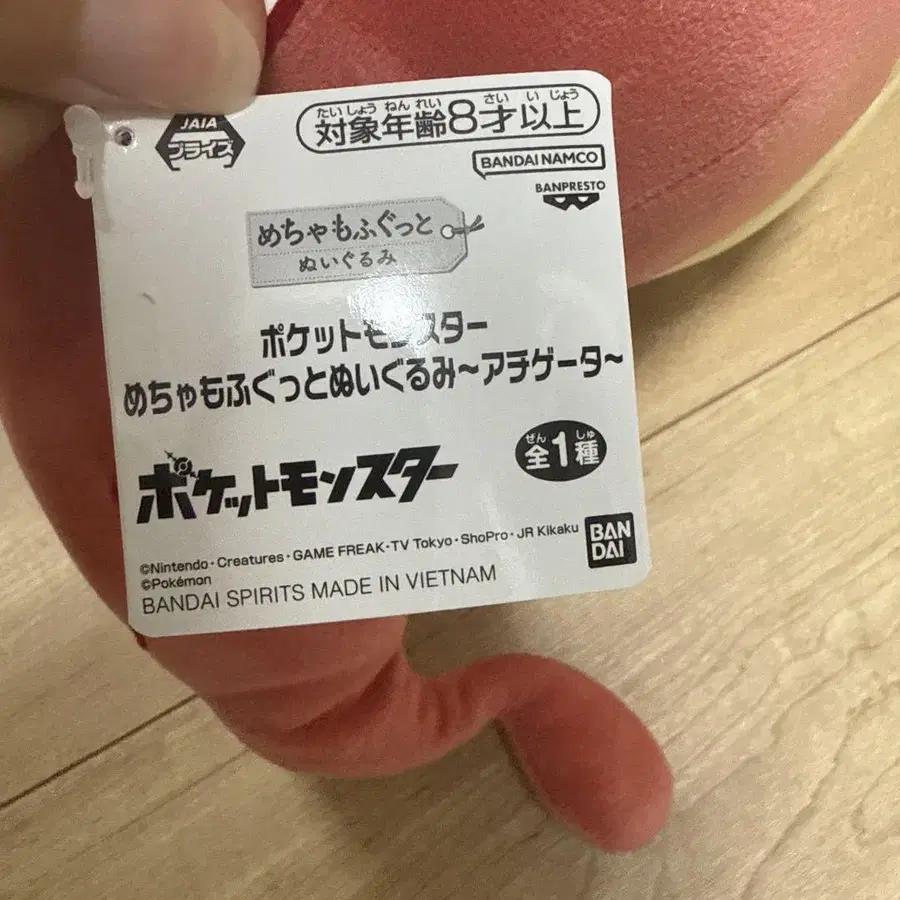 JAIA
プライズ
たいしょう ねん れい さい い じょう
対象年齢8才以上
BANDAI NAMCO
BANPRESTO
めちゃもふぐっと
ぬいぐるみ
ポケットモンスター
めちゃもふぐっとぬいぐるみ～アチゲータ～
ポケットモンスター
ぜん しゅ
全1種
©Nintendo・Creatures・GAME FREAK・TV Tokyo・ShoPro・JR Kikaku
©Pokémon
BANDAI SPIRITS MADE IN VIETNAM
BAN
DAI